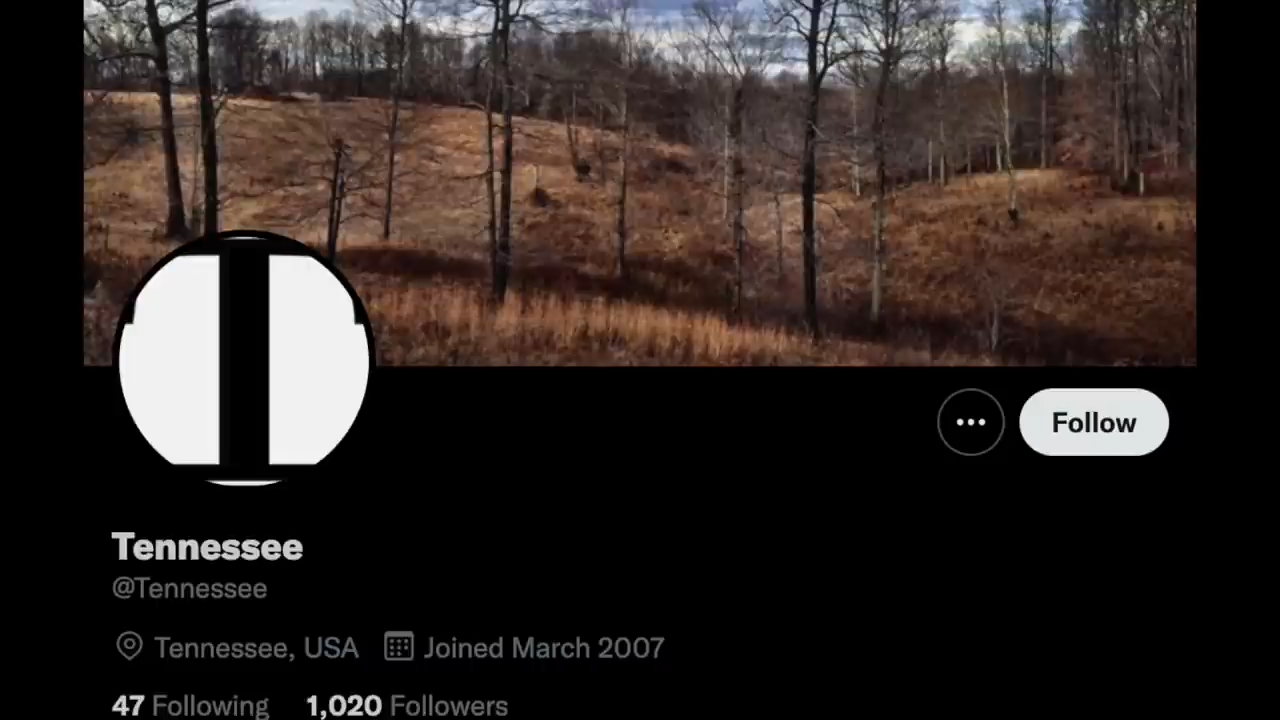 Follow
Tennessee
@Tennessee
Tennessee, USA Joined March 2007
47 Following 1,020 Followers